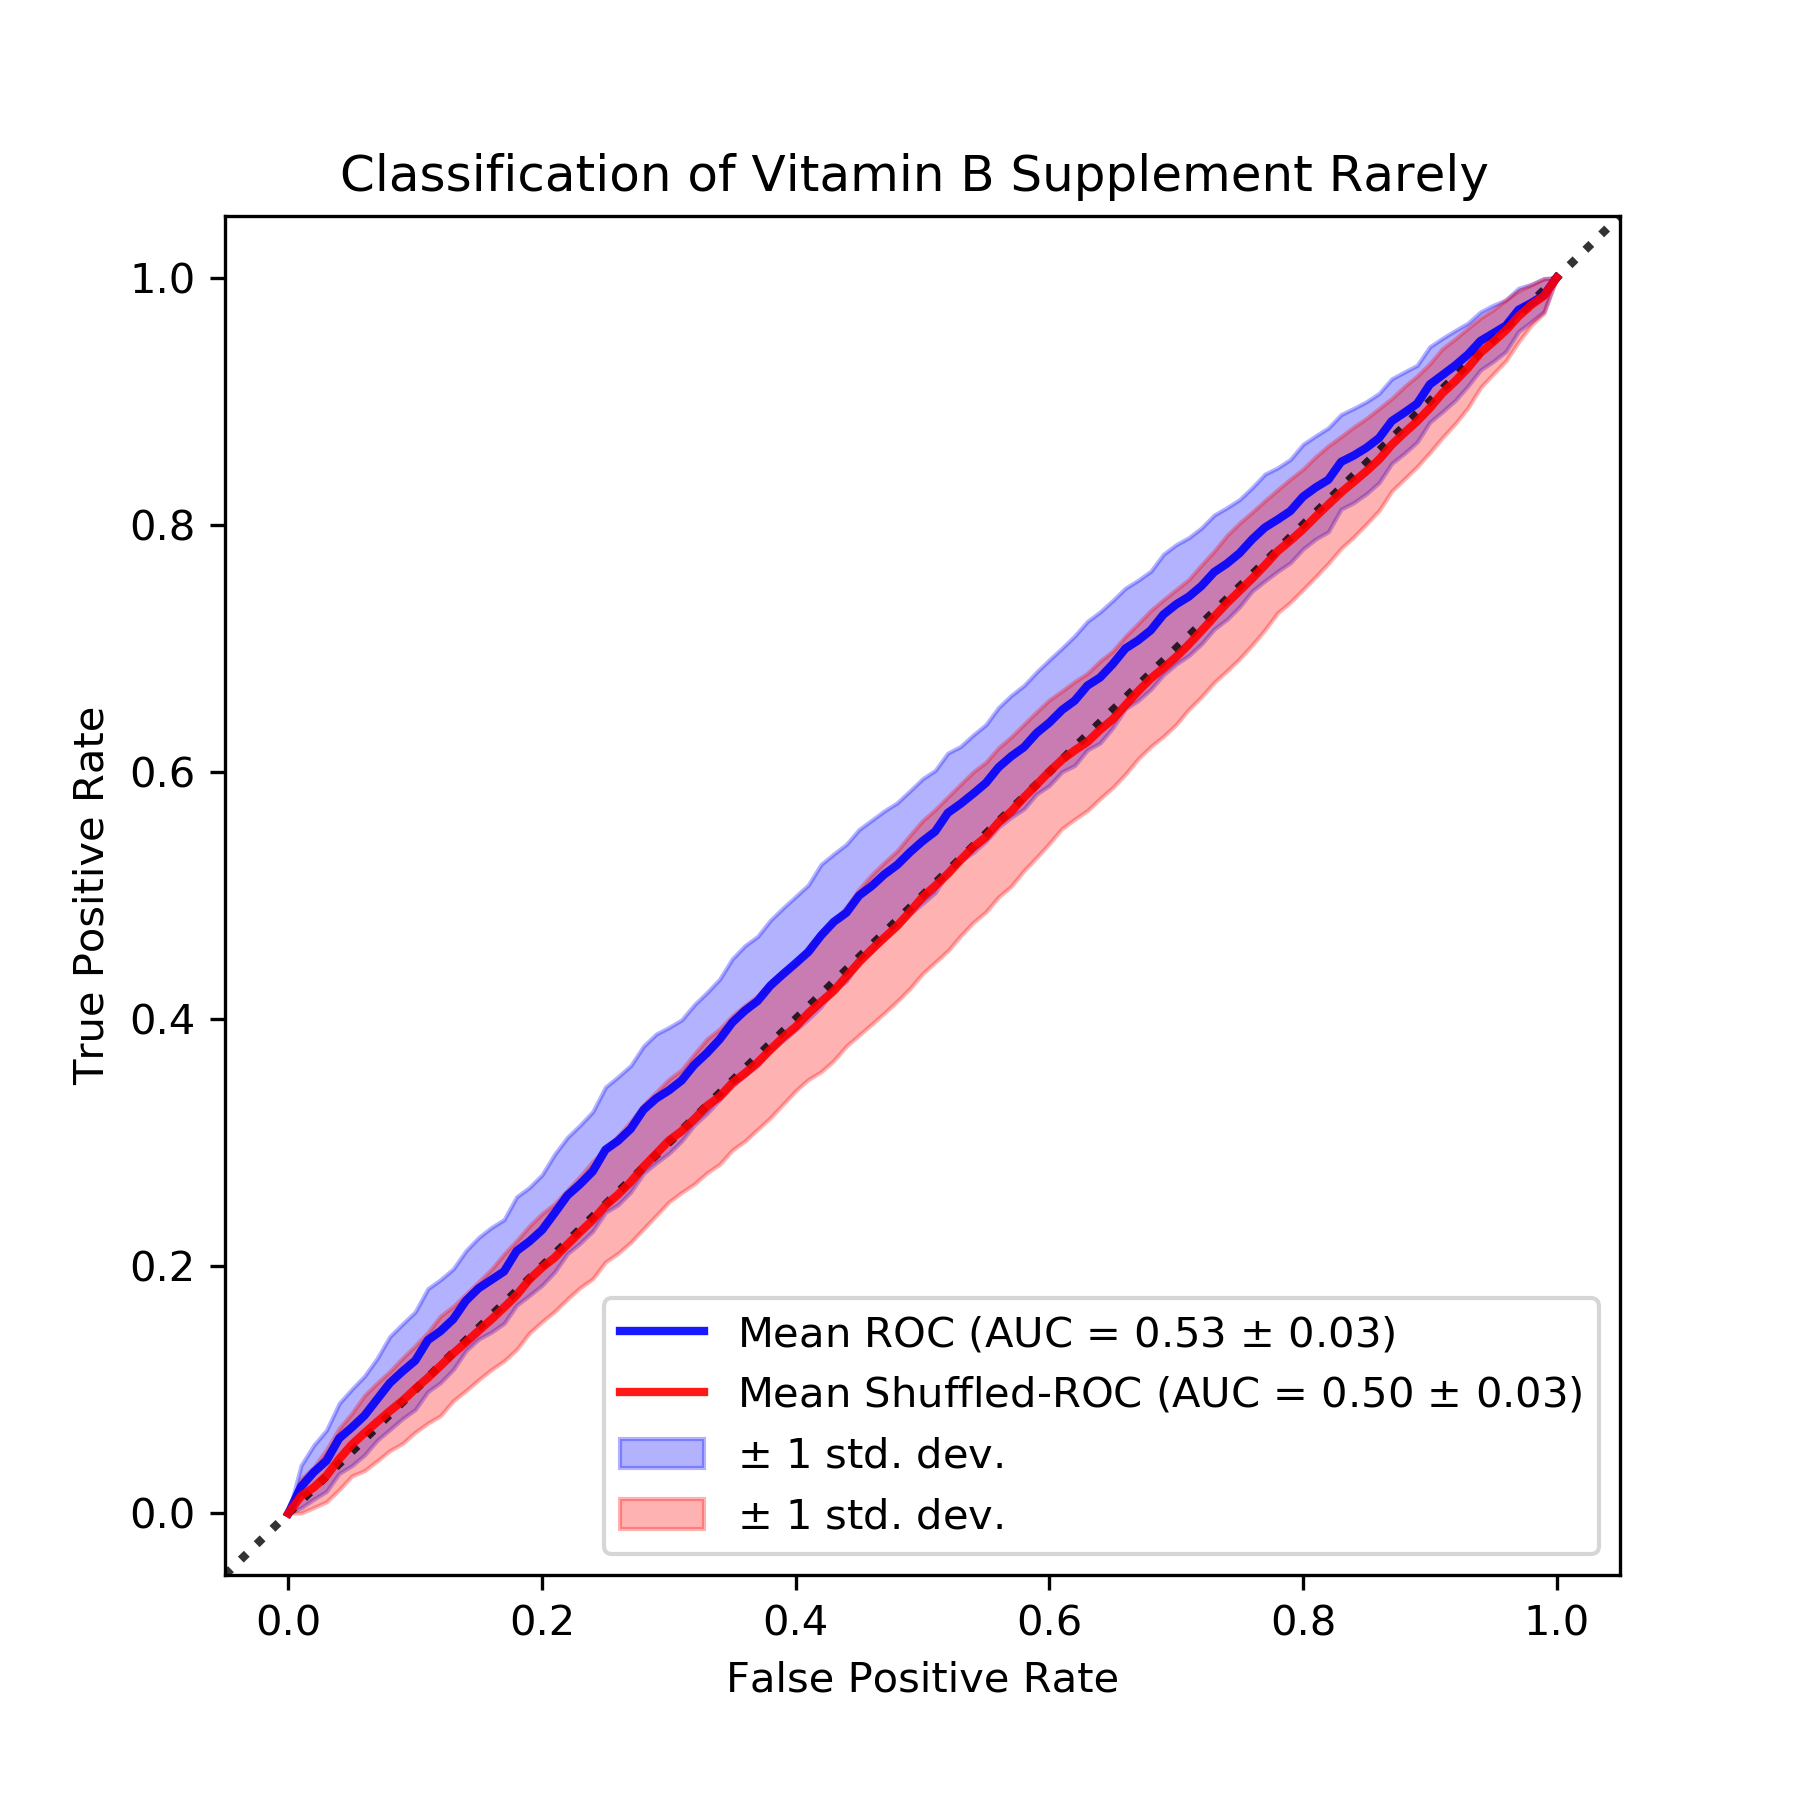 Classification of Vitamin B Supplement Rarely
True Positive Rate
1.0
0.8
0.6
0.4
0.2
0.0
Mean ROC (AUC = 0.53 ± 0.03)
Mean Shuffled-ROC (AUC = 0.50 ± 0.03)
± 1 std. dev.
± 1 std. dev.
0.0 0.2 0.4 0.6 0.8 1.0
False Positive Rate